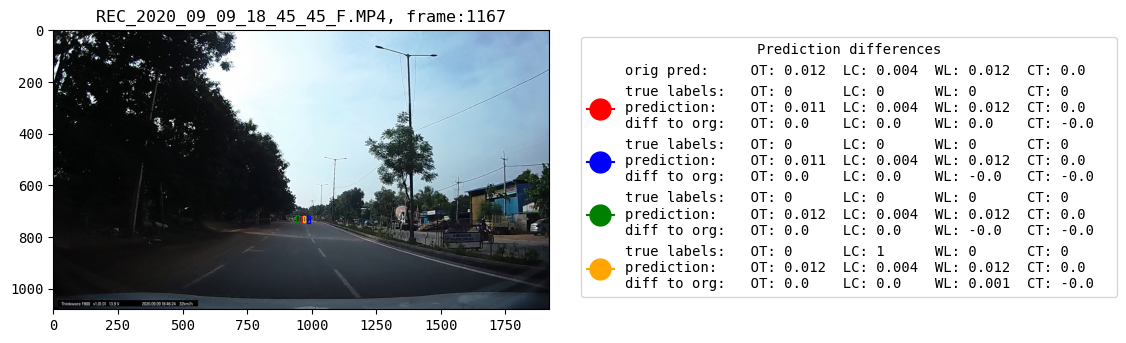 REC_2020_09_09_18_45_45_F.MP4, frame:1167
0
200
400
600
800
1000
0
250
500
750
1000
1250
1500
1750
Prediction differences
orig pred: OT: 0.012 LC: 0.004 WL: 0.012 CT: 0.0
true labels: OT: 0 LC: 0 WL: 0 CT: 0
prediction: OT: 0.011 LC: 0.004 WL: 0.012 CT: 0.0
diff to org: OT: 0.0 LC: 0.0 WL: 0.0 CT: -0.0
true labels: OT: 0 LC: 0 WL: 0 CT: 0
prediction: OT: 0.011 LC: 0.004 WL: 0.012 CT: 0.0
diff to org: OT: 0.0 LC: 0.0 WL: -0.0 CT: -0.0
true labels: OT: 0 LC: 0 WL: 0 CT: 0
prediction: OT: 0.012 LC: 0.004 WL: 0.012 CT: 0.0
diff to org: OT: 0.0 LC: 0.0 WL: -0.0 CT: -0.0
true labels: OT: 0 LC: 1 WL: 0 CT: 0
prediction: OT: 0.012 LC: 0.004 WL: 0.012 CT: 0.0
diff to org: OT: 0.0 LC: 0.0 WL: 0.001 CT: -0.0